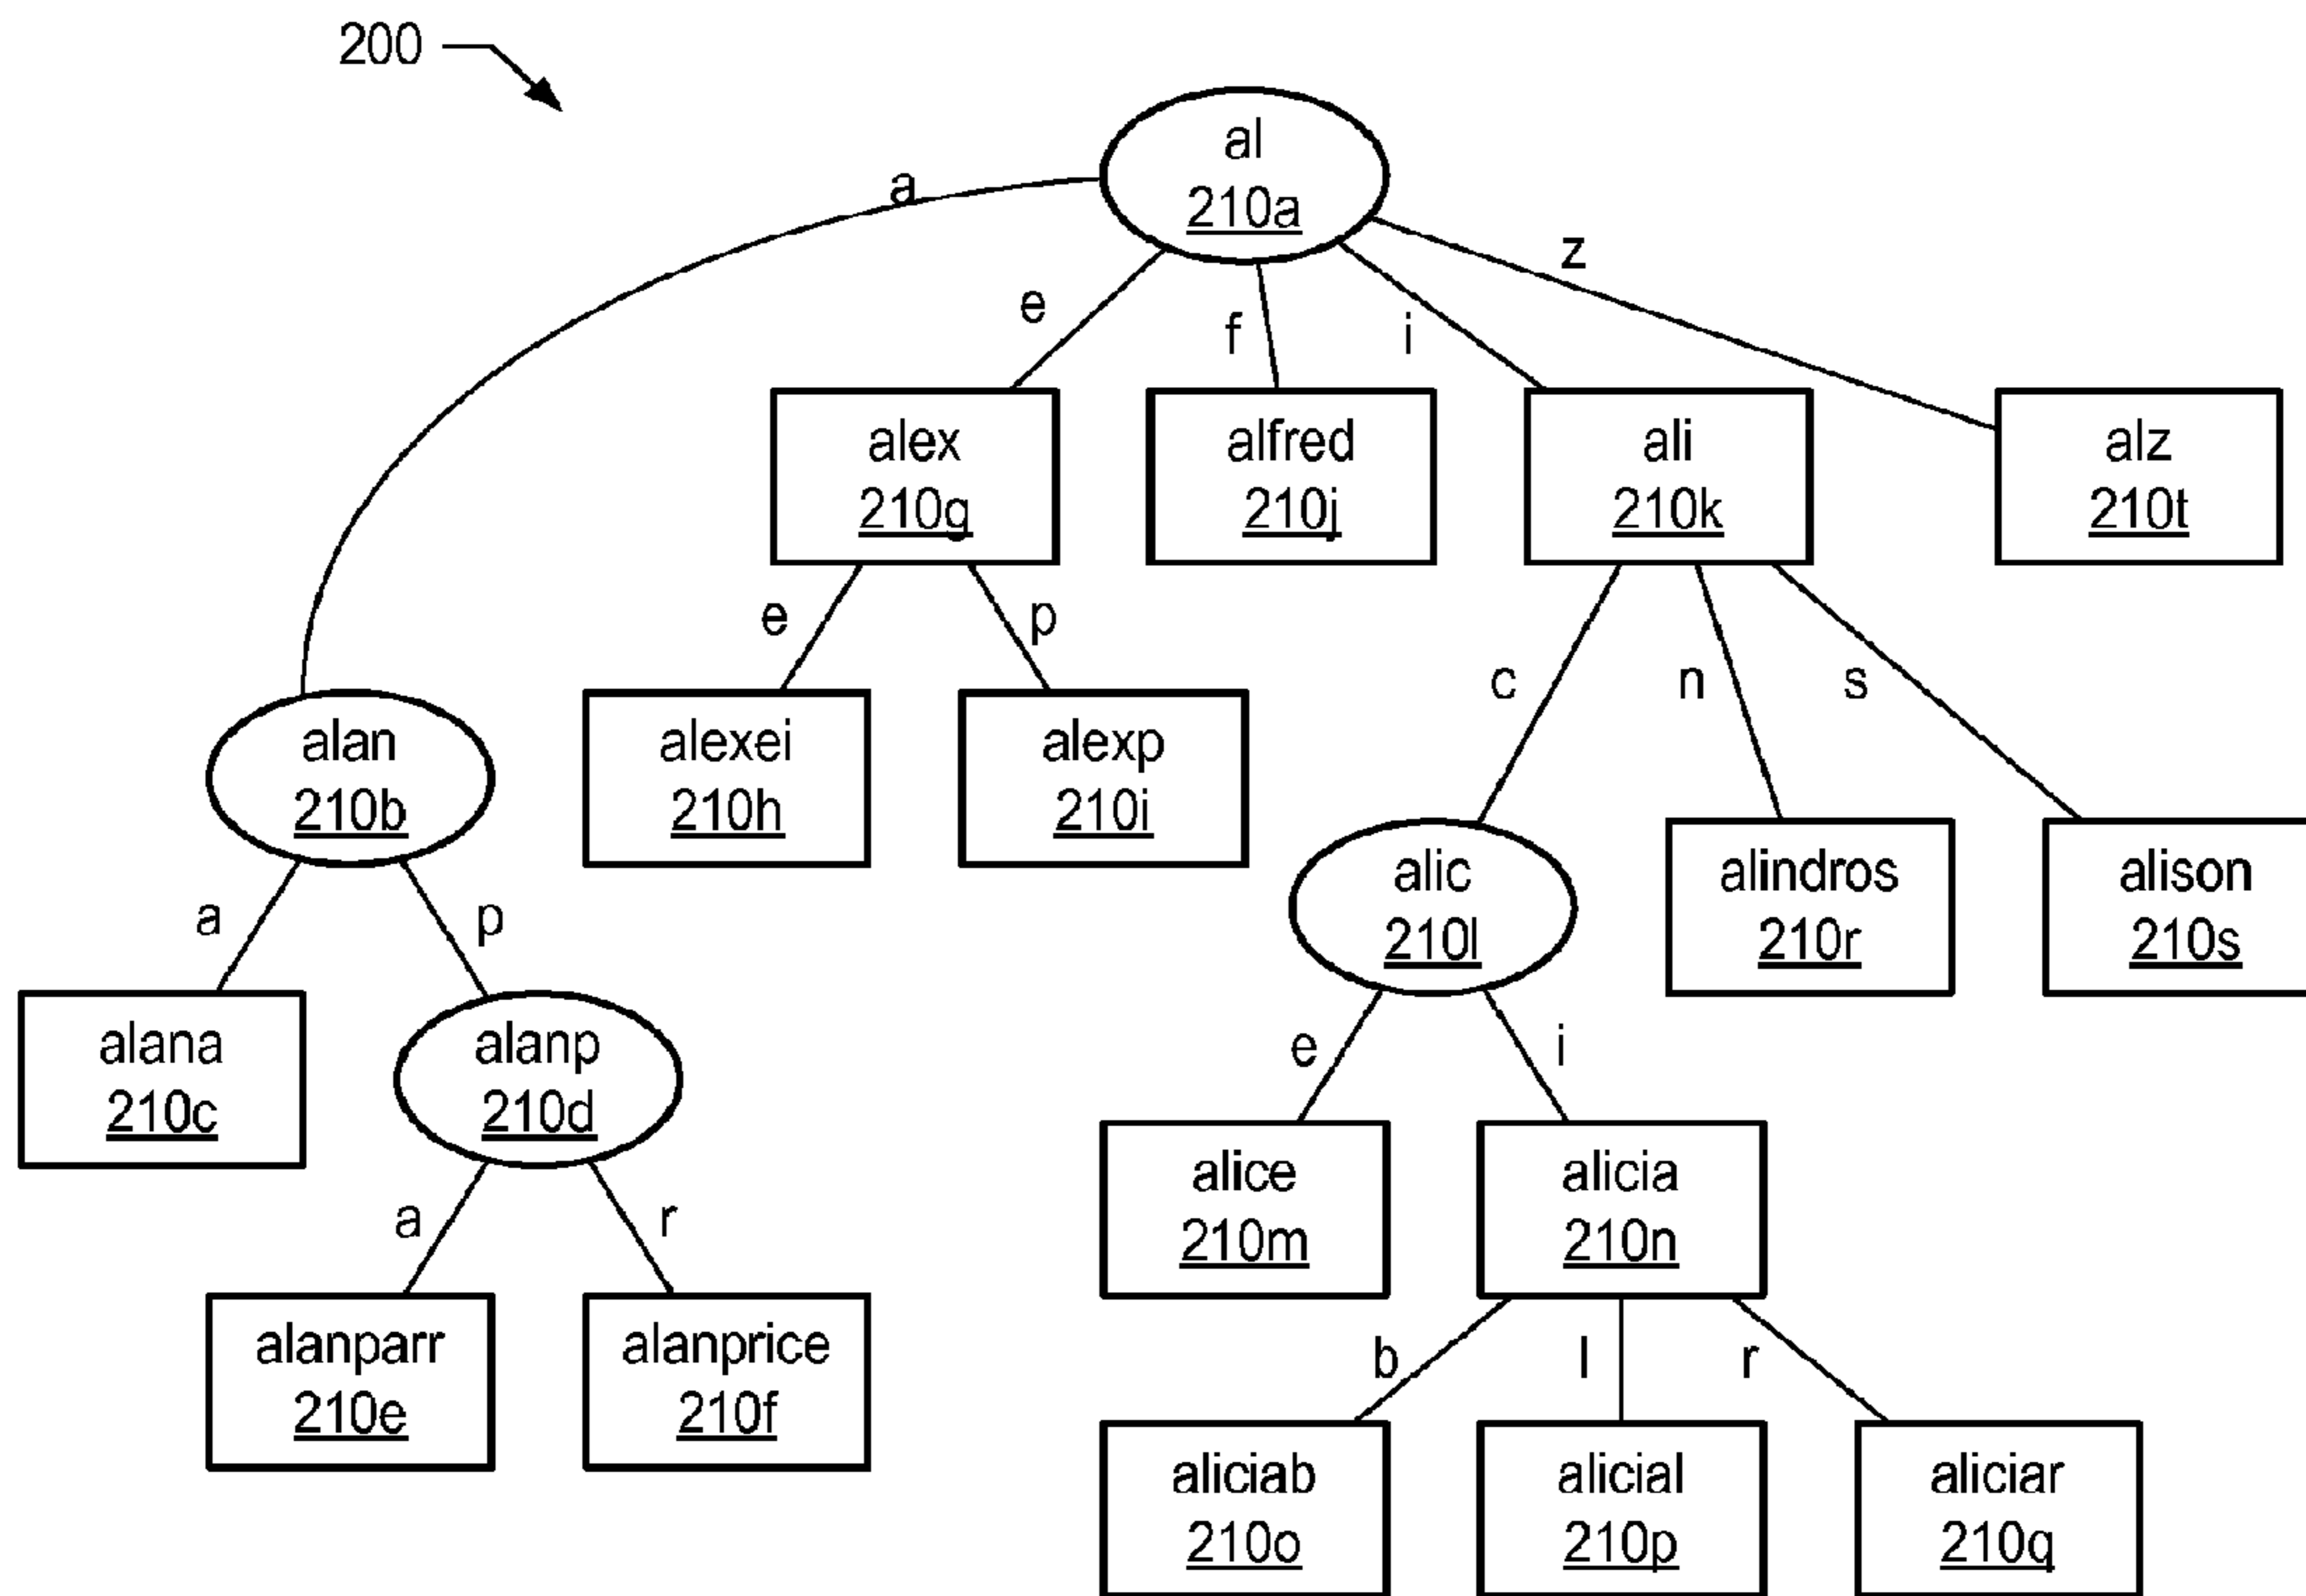 200
al
210a
a
z
e
f
i
alex
210g
alfred
210j
ali
210k
alz
210t
e
p
c
n
s
alan
210b
alexei
210h
alexp
210i
alic
210l
alindros
210r
alison
210s
a
p
e
i
alana
210c
alanp
210d
alice
210m
alicia
210n
a
r
b
l
r
alanparr
210e
alanprice
210f
aliciab
210o
alicial
210p
aliciar
210q